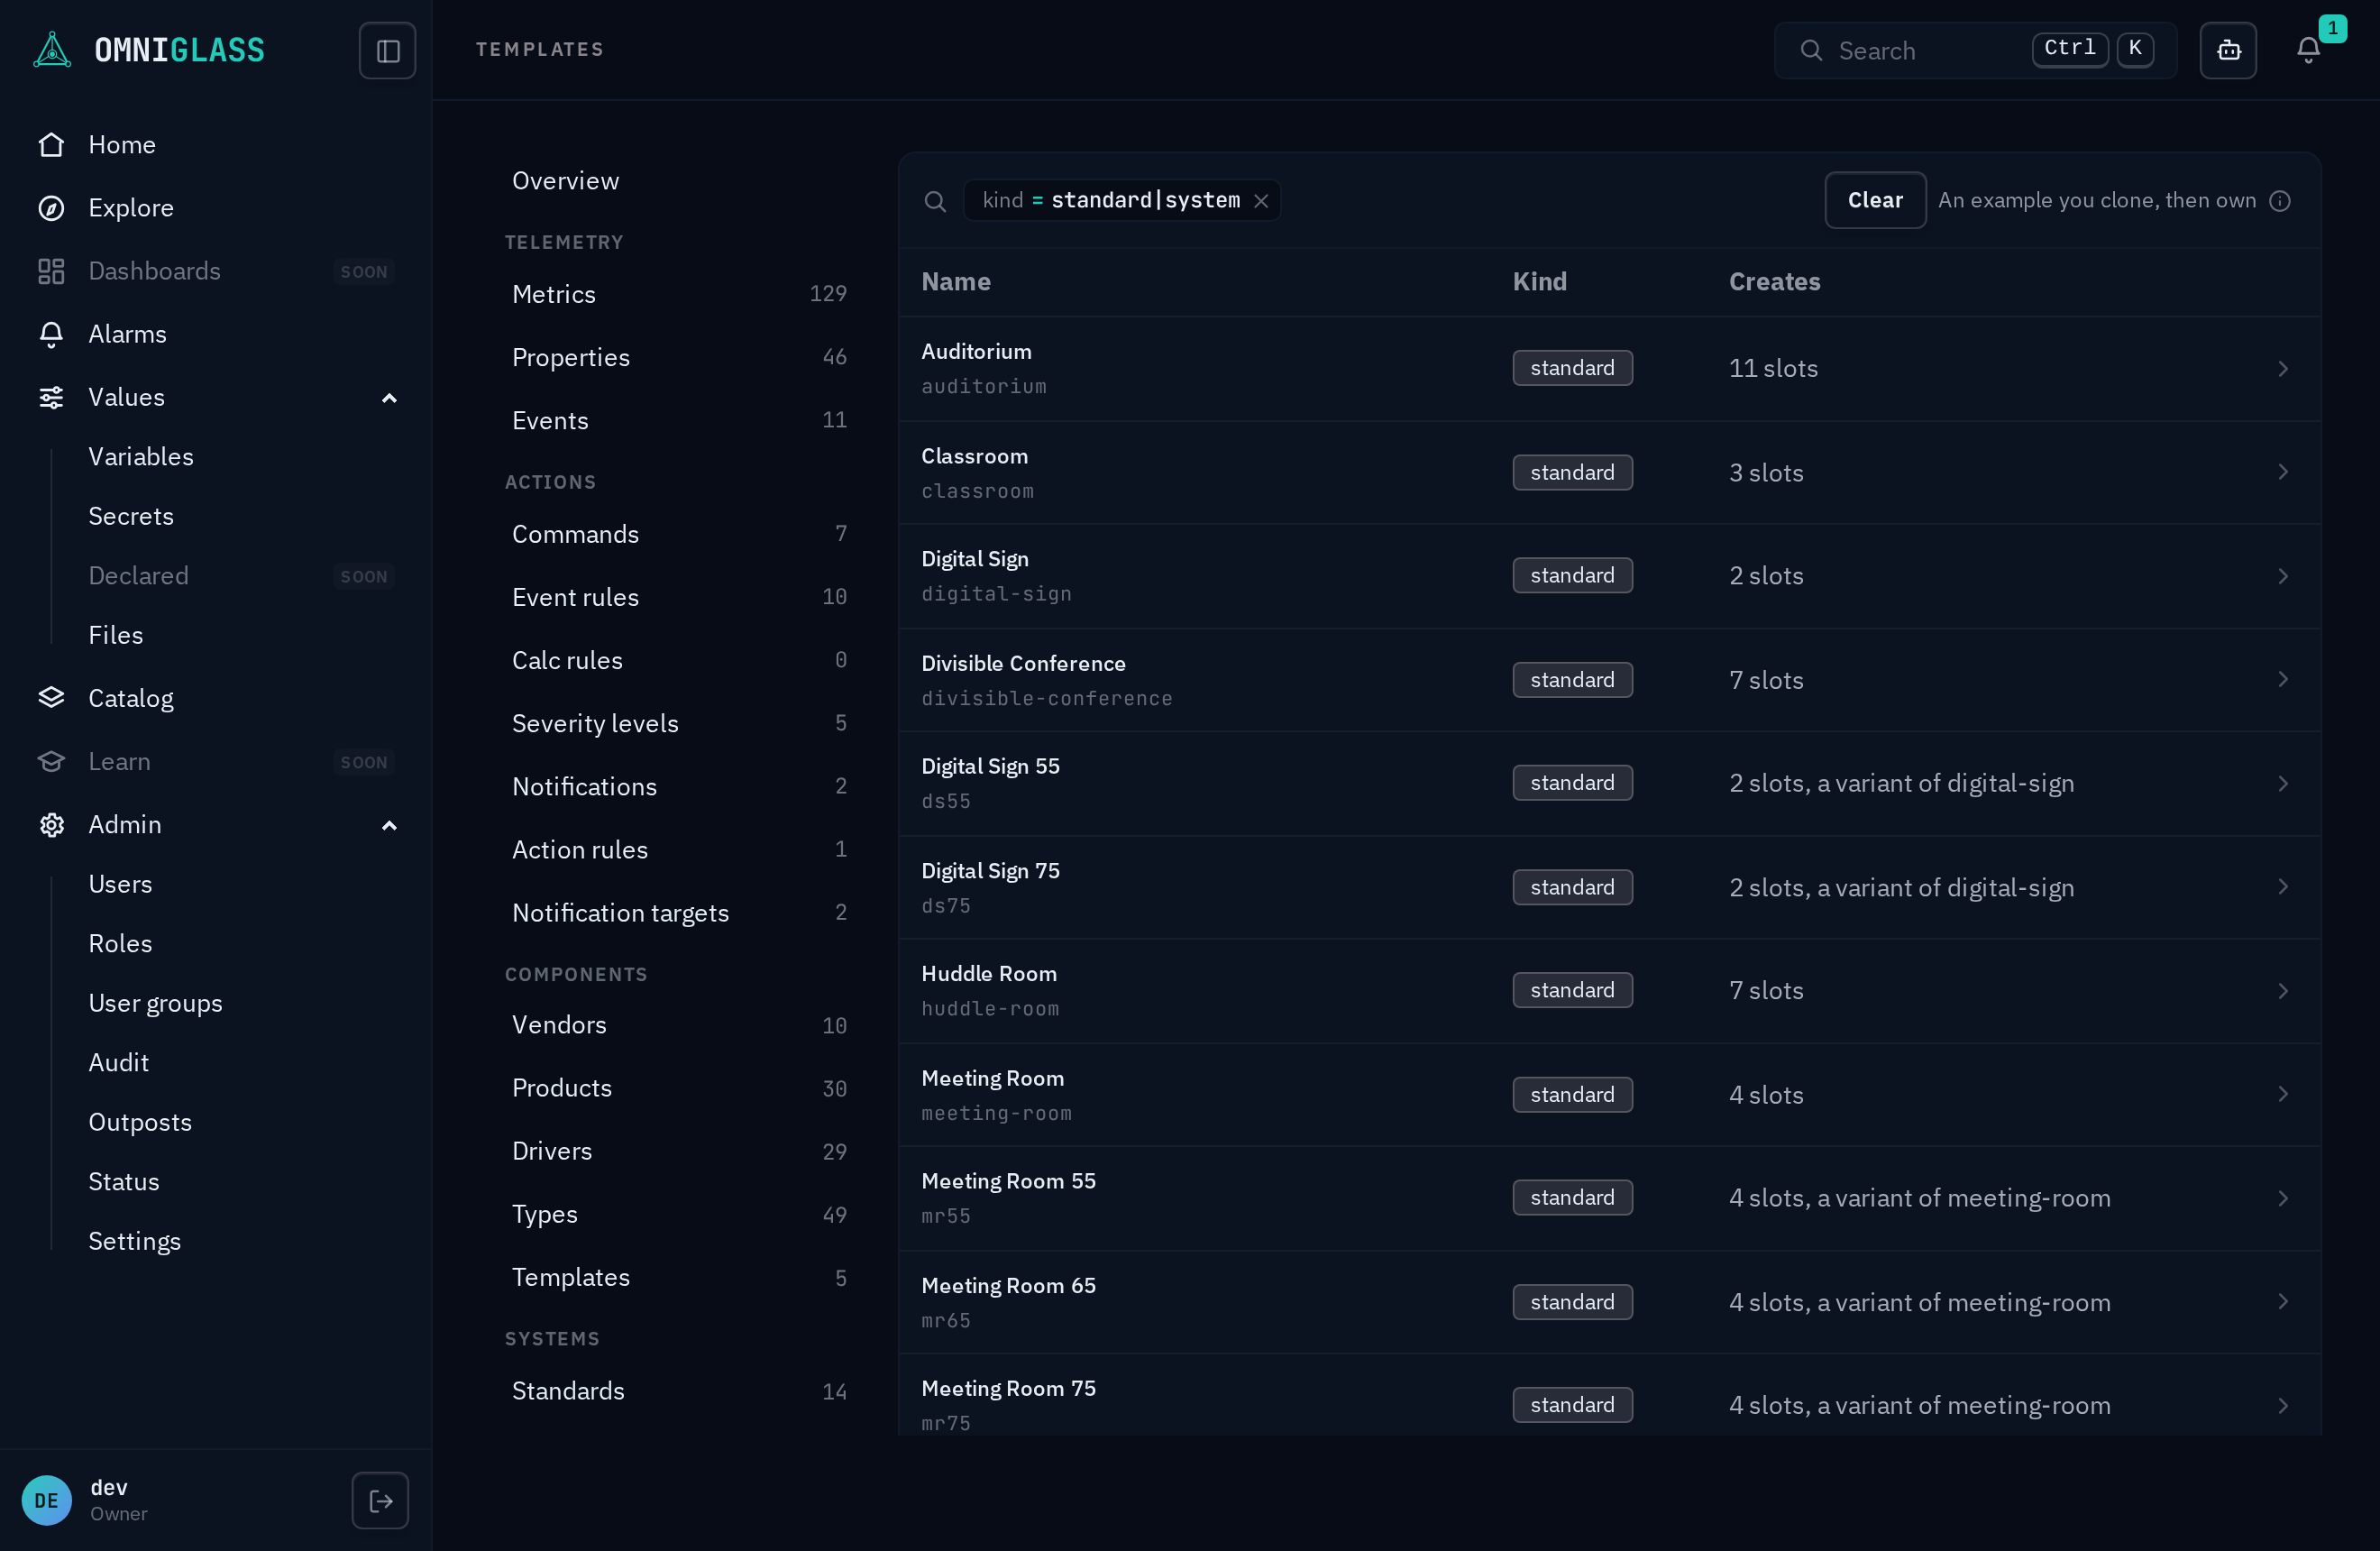 OMNIGLASS
Home
Explore
Dashboards SOON
Alarms
Values
Variables
Secrets
Declared SOON
Files
Catalog
Learn SOON
Admin
Users
Roles
User groups
Audit
Outposts
Status
Settings
DE
dev
Owner
TEMPLATES
Search Ctrl K
1
Overview
TELEMETRY
Metrics 129
Properties 46
Events 11
ACTIONS
Commands 7
Event rules 10
Calc rules 0
Severity levels 5
Notifications 2
Action rules 1
Notification targets 2
COMPONENTS
Vendors 10
Products 30
Drivers 29
Types 49
Templates 5
SYSTEMS
Standards 14
kind = standard|system
Clear An example you clone, then own
Name Kind Creates
Auditorium
auditorium
standard 11 slots
Classroom
classroom
standard 3 slots
Digital Sign
digital-sign
standard 2 slots
Divisible Conference
divisible-conference
standard 7 slots
Digital Sign 55
ds55
standard 2 slots, a variant of digital-sign
Digital Sign 75
ds75
standard 2 slots, a variant of digital-sign
Huddle Room
huddle-room
standard 7 slots
Meeting Room
meeting-room
standard 4 slots
Meeting Room 55
mr55
standard 4 slots, a variant of meeting-room
Meeting Room 65
mr65
standard 4 slots, a variant of meeting-room
Meeting Room 75
mr75
standard 4 slots, a variant of meeting-room